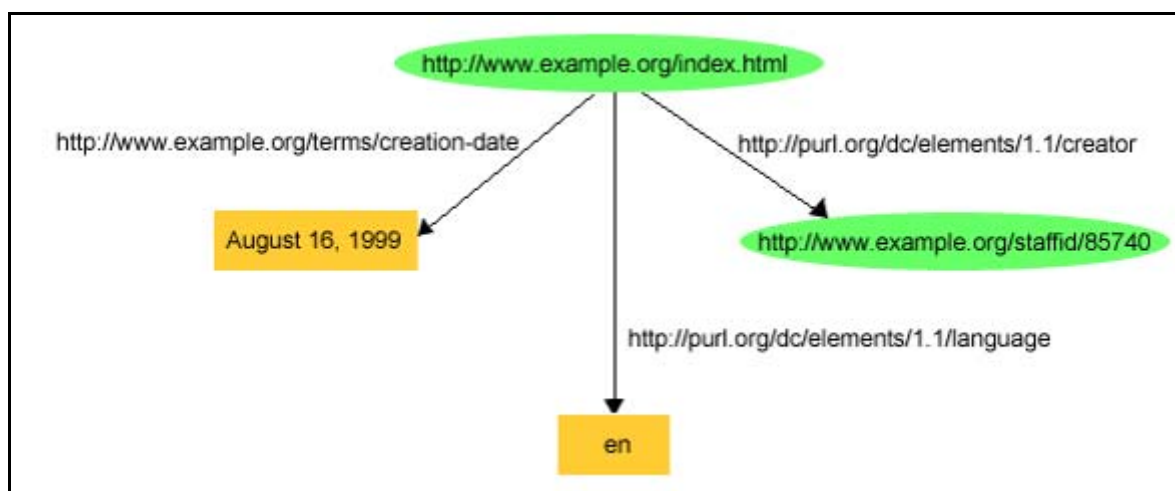 http://www.example.org/index.html
http://www.example.org/terms/creation-date
http://purl.org/dc/elements/1.1/creator
August 16, 1999
http://www.example.org/staffid/85740
http://purl.org/dc/elements/1.1/language
en